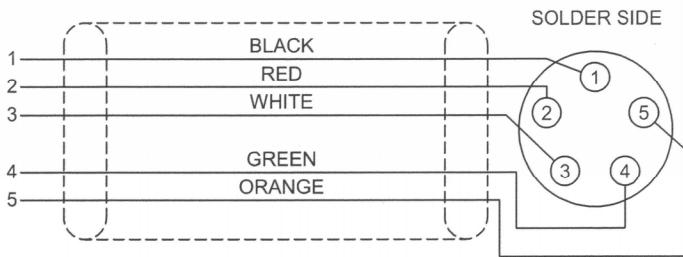 SOLDER SIDE
1 BLACK
2 RED
3 WHITE
4 GREEN
5 ORANGE
1
2
5
3
4